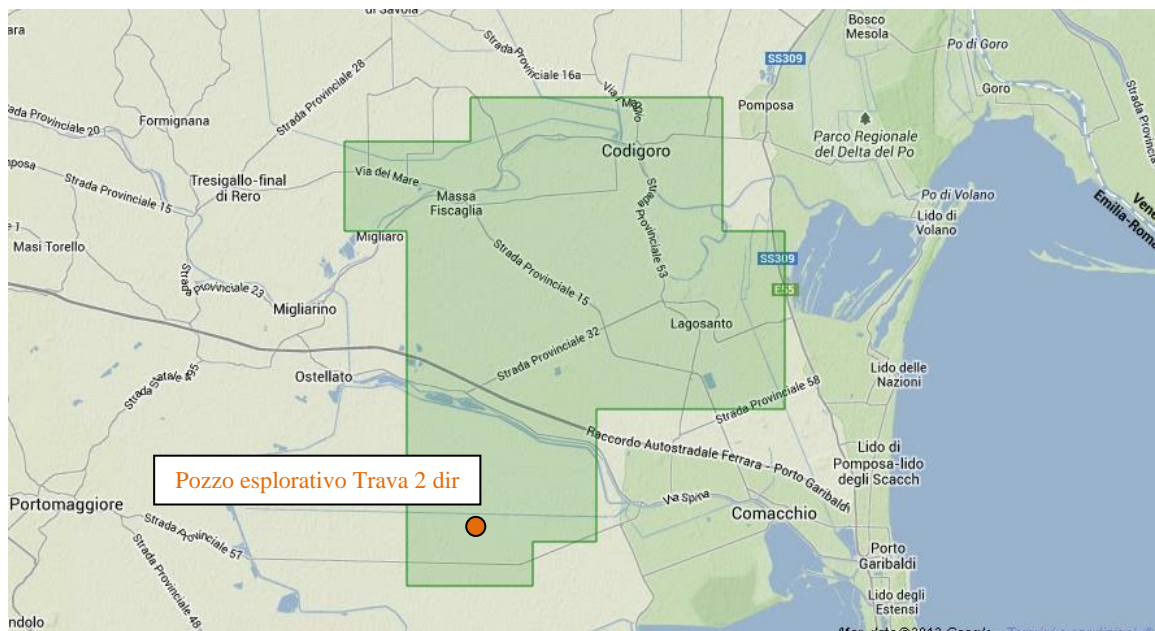 di Savoia
Bosco
Mesola
Po di Goro
SS309
Strada Provinciale 16a
Via
Goro
Pomposa
Strada Provinciale 28
Strada Provinciale 20
Formignana
Parco Regionale
del Delta del Po
Codigoro
Strada Provincia
Tresigallo-final
di Rero
Via del Mare
Massa
Fiscaglia
Po di Volano
Lido di
Volano
Strada Provinciale 15
Strada Provinciale 53
Emilia-Roma
Masi Torello
Migliaro
Strada Provinciale 15
SS309
E55
Strade Provinciale 23
Migliarino
Lagosanto
Strada Provinciale 32
Strada Statale 495
Ostellato
Lido delle
Nazioni
Strada Provinciale 58
Raccordo Autostradale Ferrara - Porto Garibaldi
Lido di
Pomposa-lido
degli Scacch
Pozzo esplorativo Trava 2 dir
Portomaggiore
Via Spina
Comacchio
Strada Provinciale 57
Strada Provinciale 48
Porto
Garibaldi
Lido degli
Estensi
ndolo